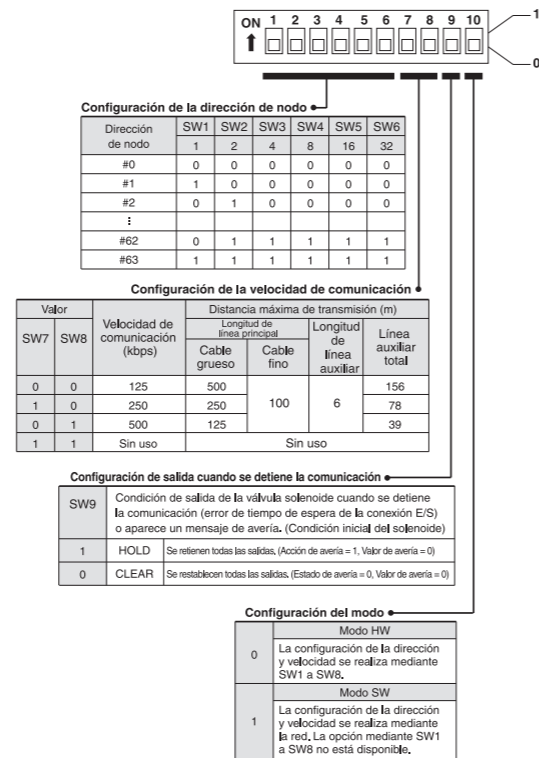 ON 1 2 3 4 5 6 7 8 9 10
1
0
Configuración de la dirección de nodo
Dirección de nodo SW1 SW2 SW3 SW4 SW5 SW6
1 2 4 8 16 32
#0 0 0 0 0 0 0
#1 1 0 0 0 0 0
#2 0 1 0 0 0 0
⋮
#62 0 1 1 1 1 1
#63 1 1 1 1 1 1
Configuración de la velocidad de comunicación
Valor
SW7 SW8
Velocidad de
comunicación
(kbps)
Distancia máxima de transmisión (m)
Longitud de
línea principal
Cable
grueso
Cable
fino
Longitud
de
línea
auxiliar
Línea
auxiliar
total
0 0 125 500 100 6 156
1 0 250 250 78
0 1 500 125 39
1 1 Sin uso Sin uso
Configuración de salida cuando se detiene la comunicación
SW9
Condición de salida de la válvula solenoide cuando se detiene
la comunicación (error de tiempo de espera de la conexión E/S)
o aparece un mensaje de avería. (Condición inicial del solenoide)
1 HOLD Se retienen todas las salidas. (Acción de avería = 1, Valor de avería = 0)
0 CLEAR Se restablecen todas las salidas. (Estado de avería = 0, Valor de avería = 0)
Configuración del modo
0
Modo HW
La configuración de la dirección
y velocidad se realiza mediante
SW1 a SW8.
1
Modo SW
La configuración de la dirección
y velocidad se realiza mediante
la red. La opción mediante SW1
a SW8 no está disponible.